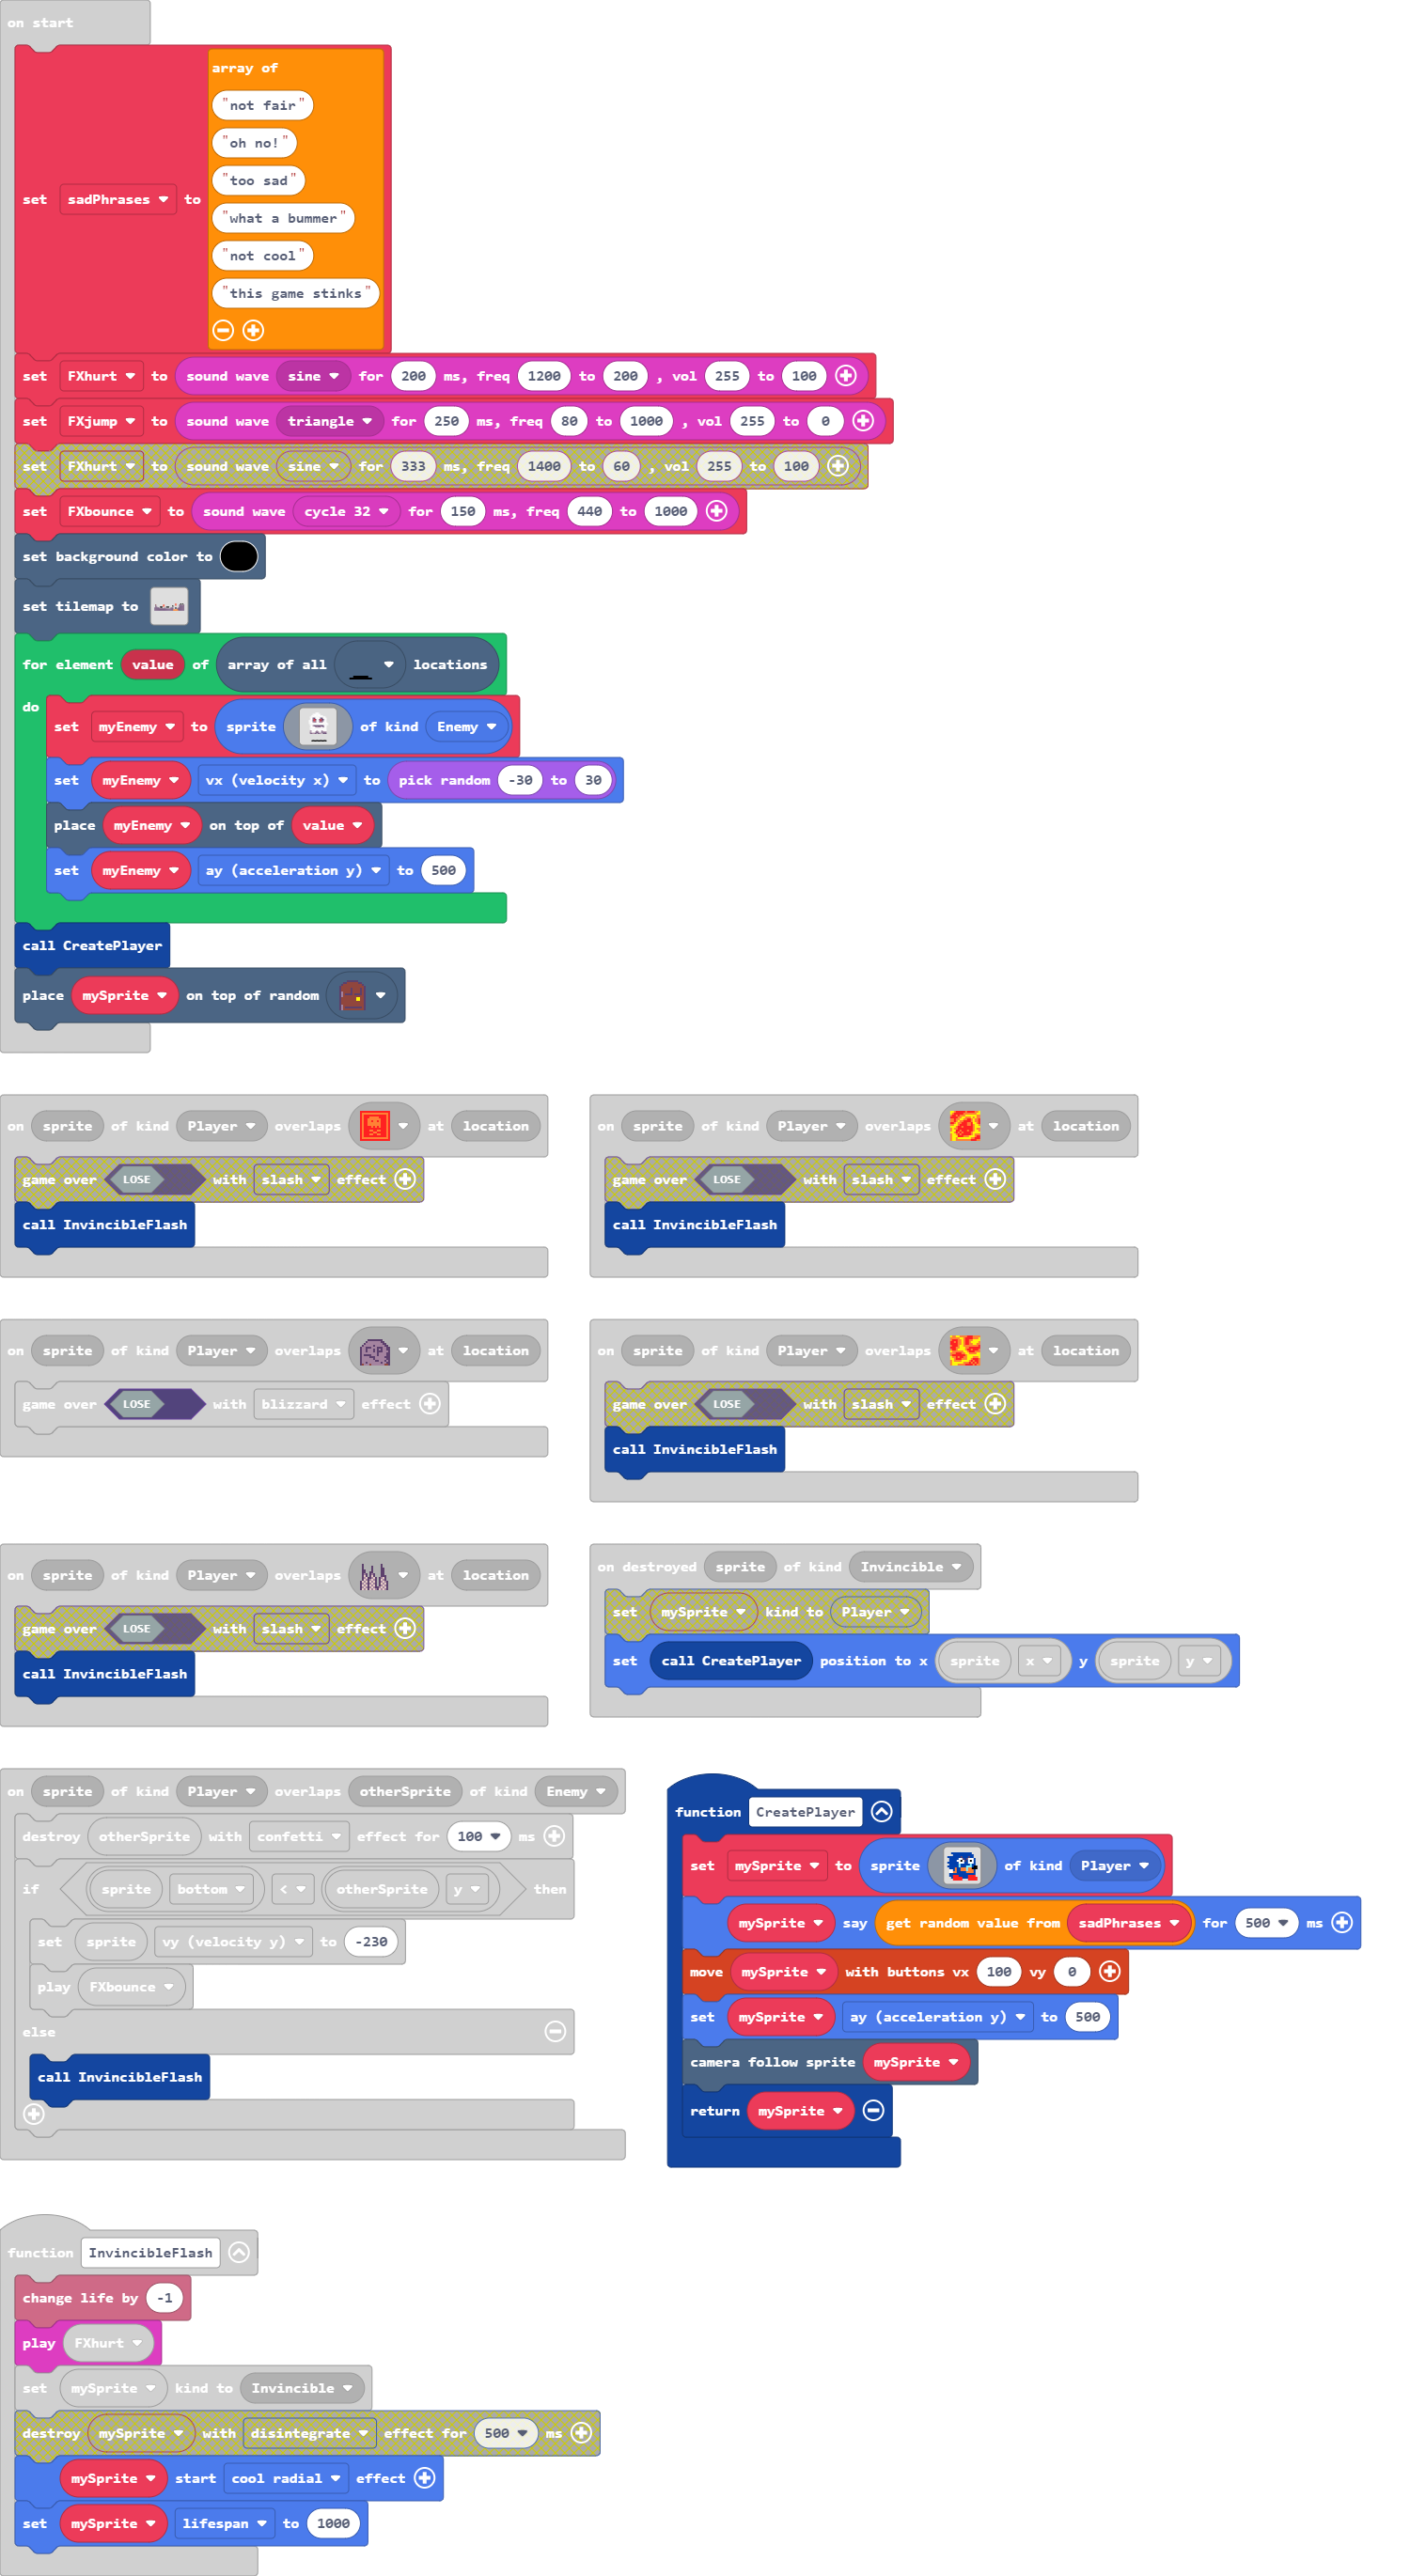 on start
array of
"not fair"
"oh no!"
"too sad"
"what a bummer"
"not cool"
"this game stinks"
set sadPhrases to
set FXhurt to sound wave sine for 200 ms, freq 1200 to 200 , vol 255 to 100
set FXjump to sound wave triangle for 250 ms, freq 80 to 1000 , vol 255 to 0
set FXhurt to sound wave sine for 333 ms, freq 1400 to 60 , vol 255 to 100
set FXbounce to sound wave cycle 32 for 150 ms, freq 440 to 1000
set background color to
set tilemap to
for element value of array of all locations
do
set myEnemy to sprite of kind Enemy
set myEnemy vx (velocity x) to pick random -30 to 30
place myEnemy on top of value
set myEnemy ay (acceleration y) to 500
call CreatePlayer
place mySprite on top of random
on sprite of kind Player overlaps at location
game over LOSE with slash effect
call InvincibleFlash
on sprite of kind Player overlaps at location
game over LOSE with slash effect
call InvincibleFlash
on sprite of kind Player overlaps at location
game over LOSE with blizzard effect
on sprite of kind Player overlaps at location
game over LOSE with slash effect
call InvincibleFlash
on sprite of kind Player overlaps at location
game over LOSE with slash effect
call InvincibleFlash
on destroyed sprite of kind Invincible
set mySprite kind to Player
set call CreatePlayer position to x sprite x y sprite y
on sprite of kind Player overlaps otherSprite of kind Enemy
destroy otherSprite with confetti effect for 100 ms
if sprite bottom < otherSprite y then
set sprite vy (velocity y) to -230
play FXbounce
else
call InvincibleFlash
function CreatePlayer
set mySprite to sprite of kind Player
mySprite say get random value from sadPhrases for 500 ms
move mySprite with buttons vx 100 vy 0
set mySprite ay (acceleration y) to 500
camera follow sprite mySprite
return mySprite
function InvincibleFlash
change life by -1
play FXhurt
set mySprite kind to Invincible
destroy mySprite with disintegrate effect for 500 ms
mySprite start cool radial effect
set mySprite lifespan to 1000